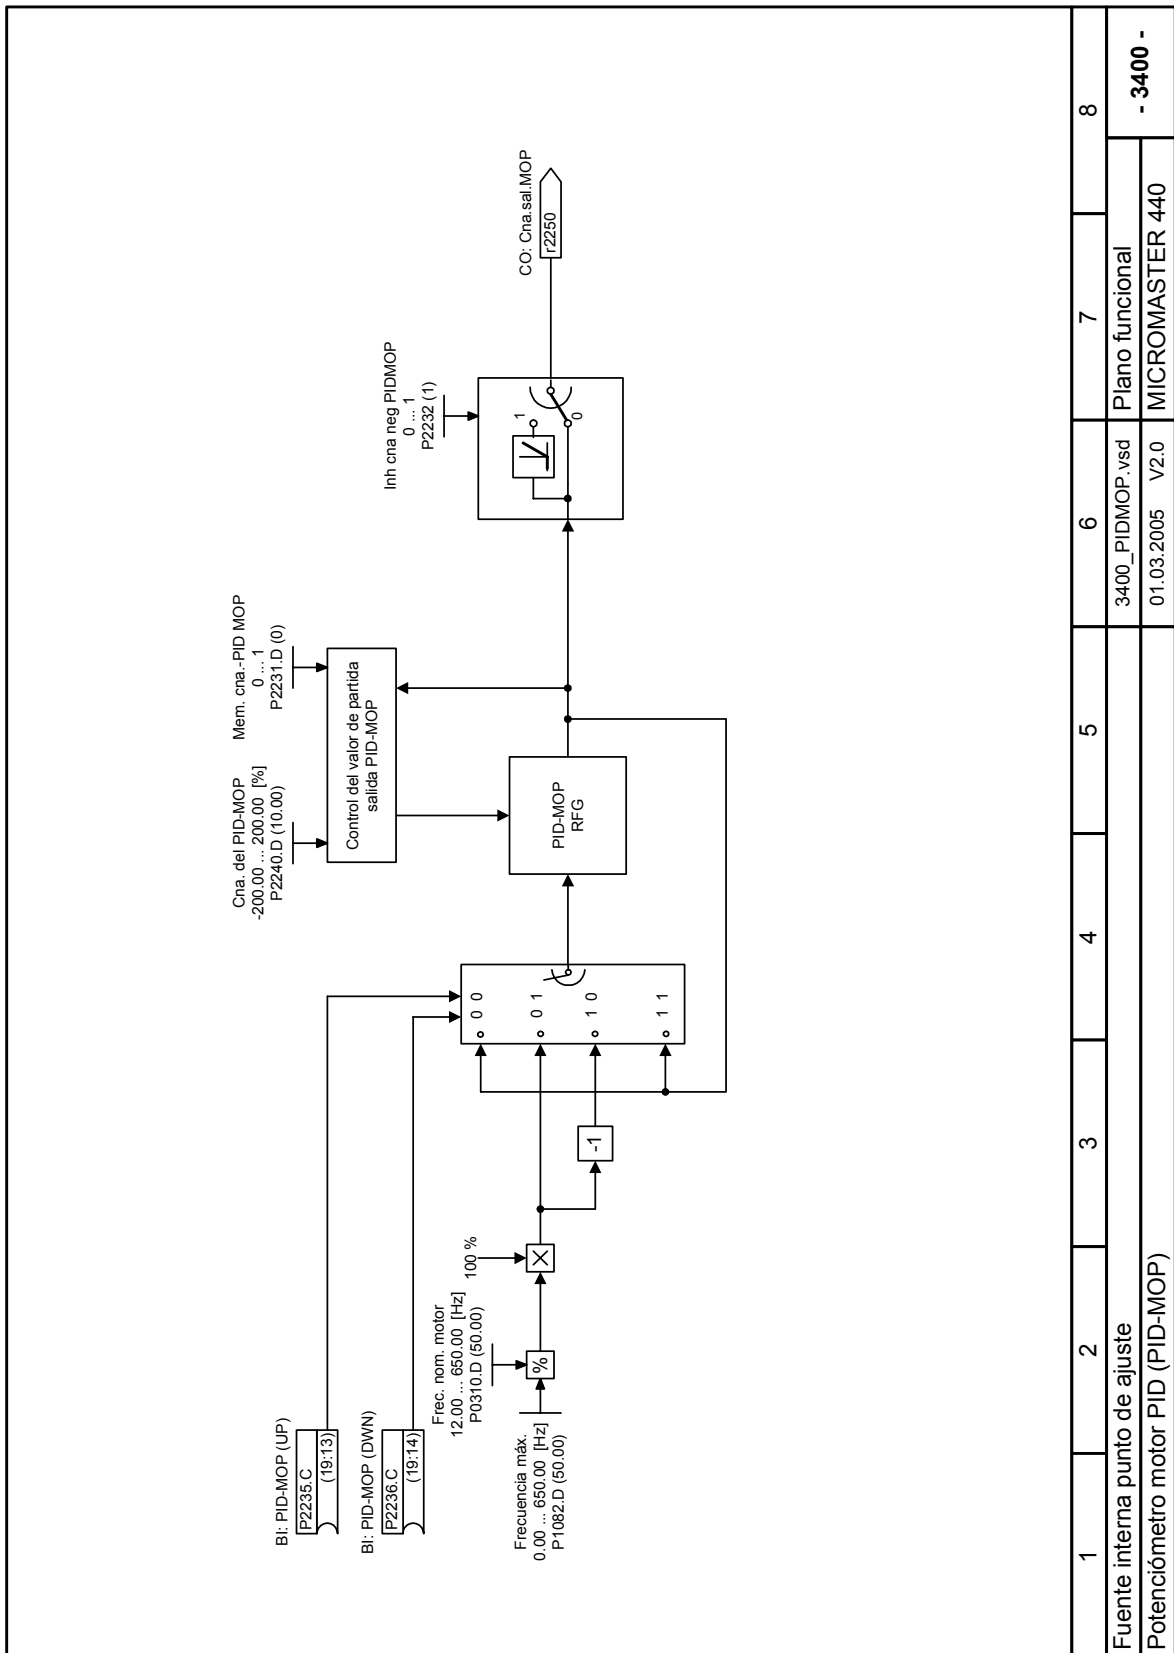 BI: PID-MOP (UP)
P2235.C
(19:13)
BI: PID-MOP (DWN)
P2236.C
(19:14)
Frec. nom. motor
12.00 ... 650.00 [Hz]
P0310.D (50.00)
100 %
Frecuencia máx.
0.00 ... 650.00 [Hz]
P1082.D (50.00)
%
-1
0 0
0 1
1 0
1 1
Cna. del PID-MOP
-200.00 ... 200.00 [%]
P2240.D (10.00)
Mem. cna.-PID MOP
0 ... 1
P2231.D (0)
Control del valor de partida
salida PID-MOP
PID-MOP
RFG
Inh cna neg PIDMOP
0 ... 1
P2232 (1)
1
0
CO: Cna.sal.MOP
r2250
1 2 3 4 5 6 7 8
Fuente interna punto de ajuste
3400_PIDMOP.vsd
Plano funcional
- 3400 -
Potenciómetro motor PID (PID-MOP)
01.03.2005 V2.0
MICROMASTER 440